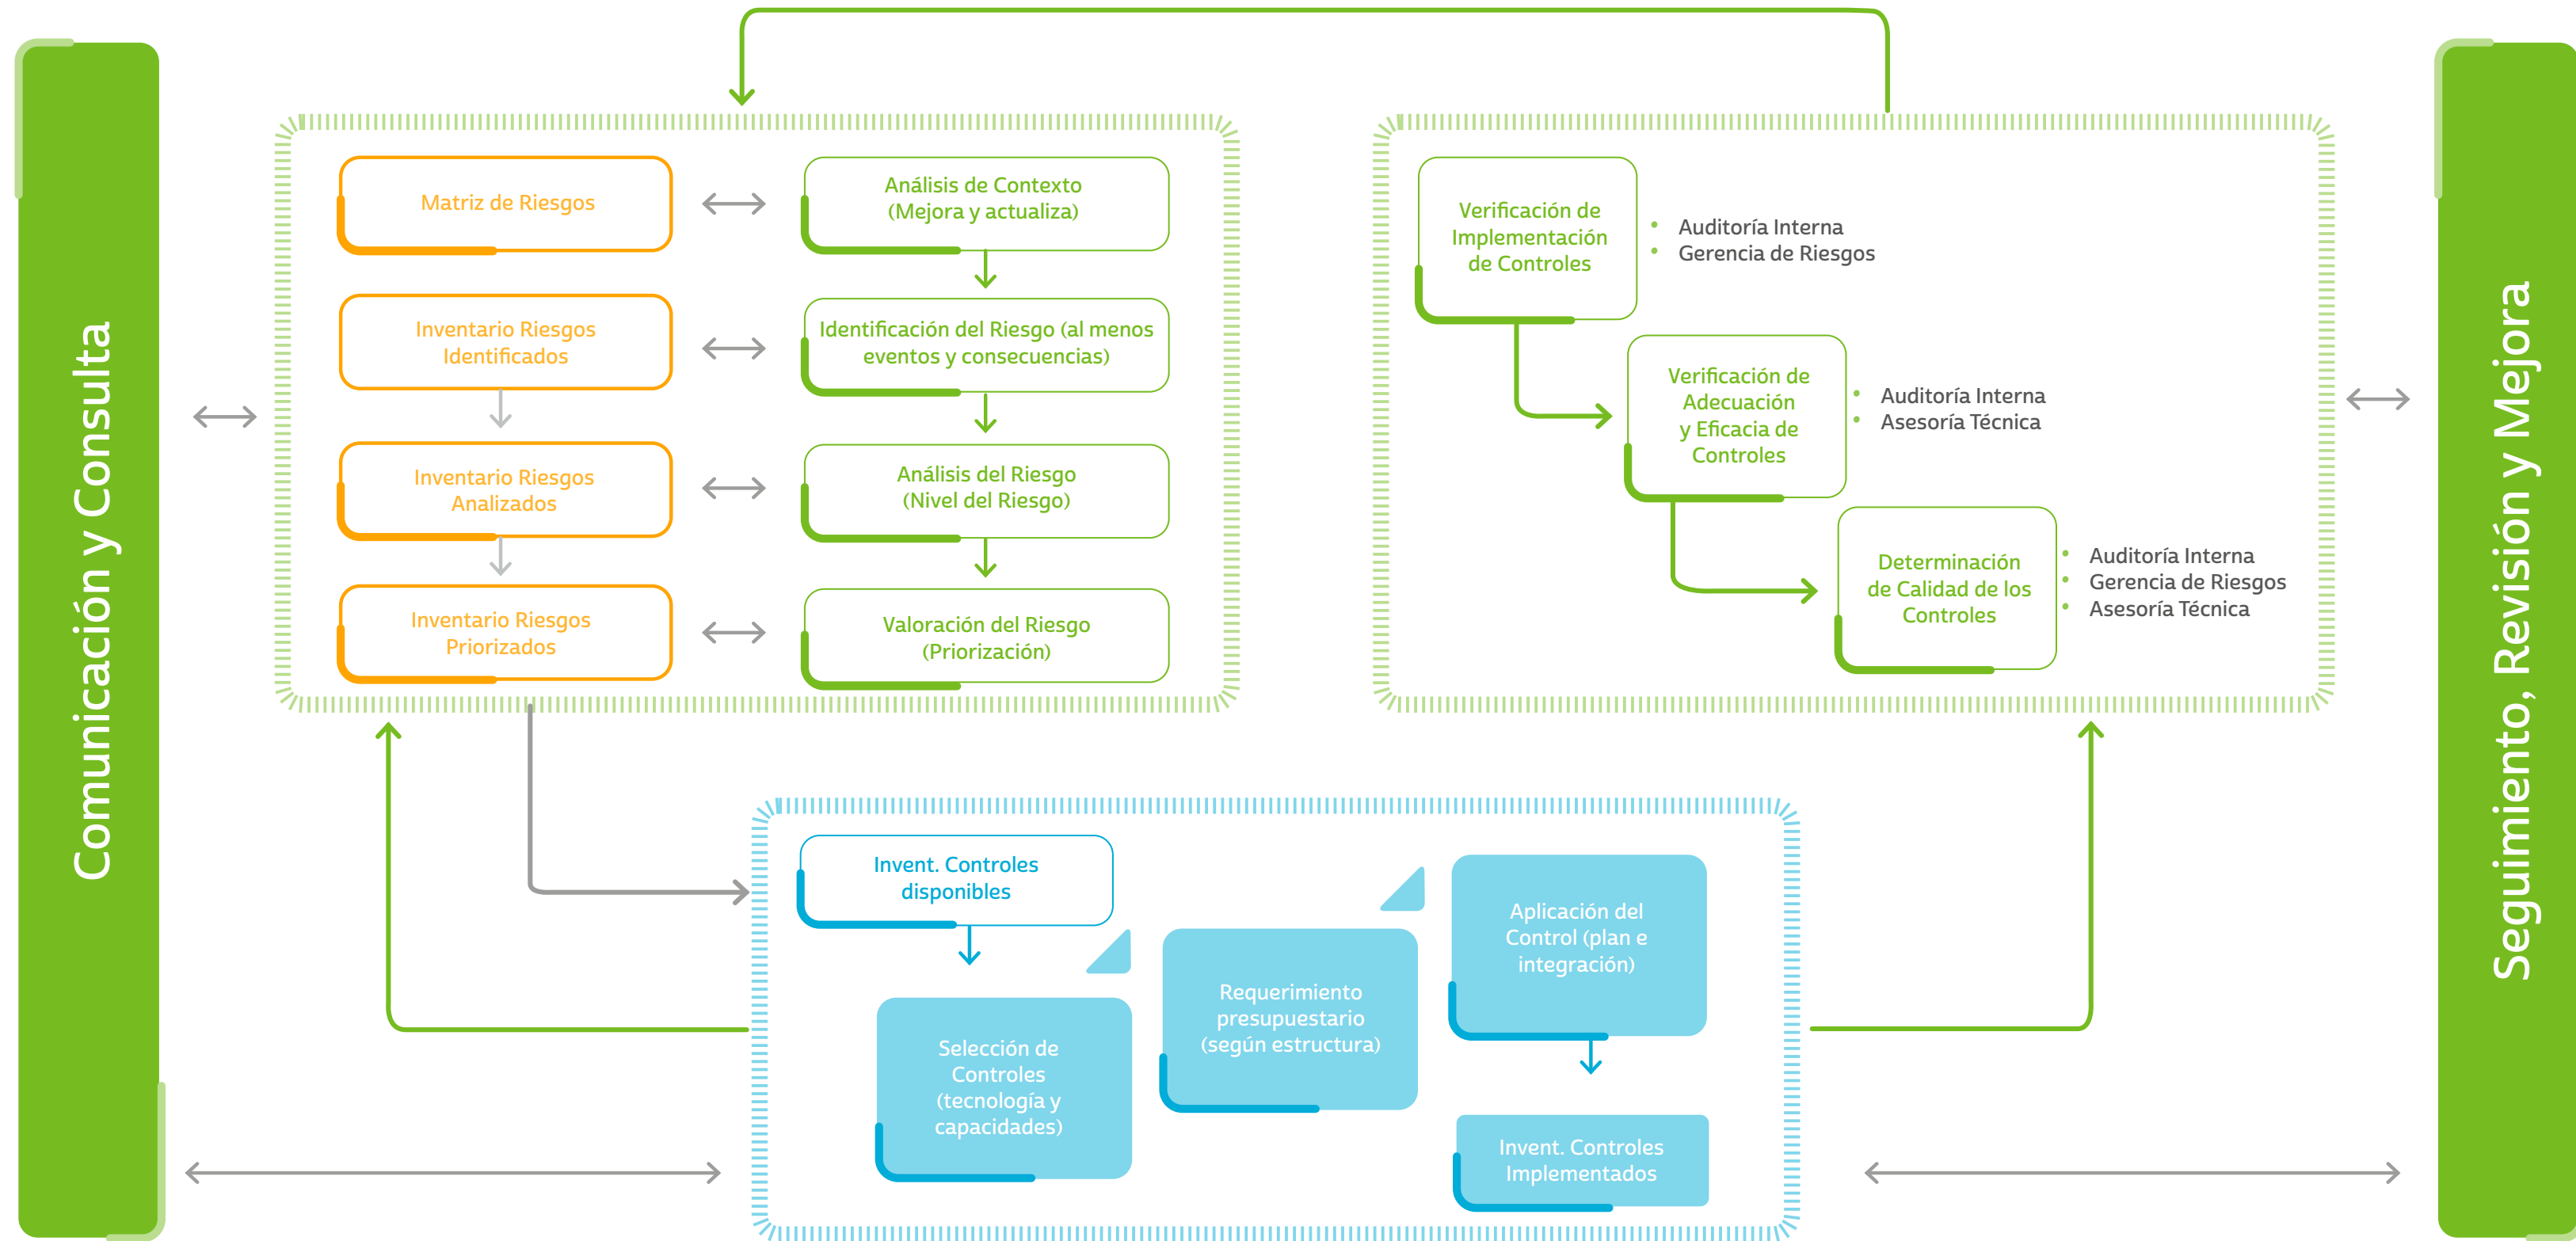 Comunicación y Consulta
Matriz de Riesgos
Análisis de Contexto
(Mejora y actualiza)
Inventario Riesgos
Identificados
Identificación del Riesgo (al menos
eventos y consecuencias)
Inventario Riesgos
Analizados
Análisis del Riesgo
(Nivel del Riesgo)
Inventario Riesgos
Priorizados
Valoración del Riesgo
(Priorización)
Verificación de
Implementación
de Controles
• Auditoría Interna
• Gerencia de Riesgos
Verificación de
Adecuación
y Eficacia de
Controles
• Auditoría Interna
• Asesoría Técnica
Determinación
de Calidad de los
Controles
• Auditoría Interna
• Gerencia de Riesgos
• Asesoría Técnica
Invent. Controles
disponibles
Selección de
Controles
(tecnología y
capacidades)
Requerimiento
presupuestario
(según estructura)
Aplicación del
Control (plan e
integración)
Invent. Controles
Implementados
Seguimiento, Revisión y Mejora